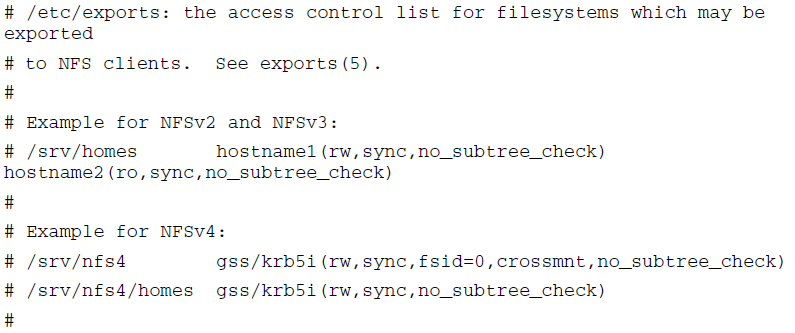 # /etc/exports: the access control list for filesystems which may be
exported
# to NFS clients.  See exports(5).
#
# Example for NFSv2 and NFSv3:
# /srv/homes       hostname1(rw,sync,no_subtree_check)
hostname2(ro,sync,no_subtree_check)
#
# Example for NFSv4:
# /srv/nfs4        gss/krb5i(rw,sync,fsid=0,crossmnt,no_subtree_check)
# /srv/nfs4/homes  gss/krb5i(rw,sync,no_subtree_check)
#